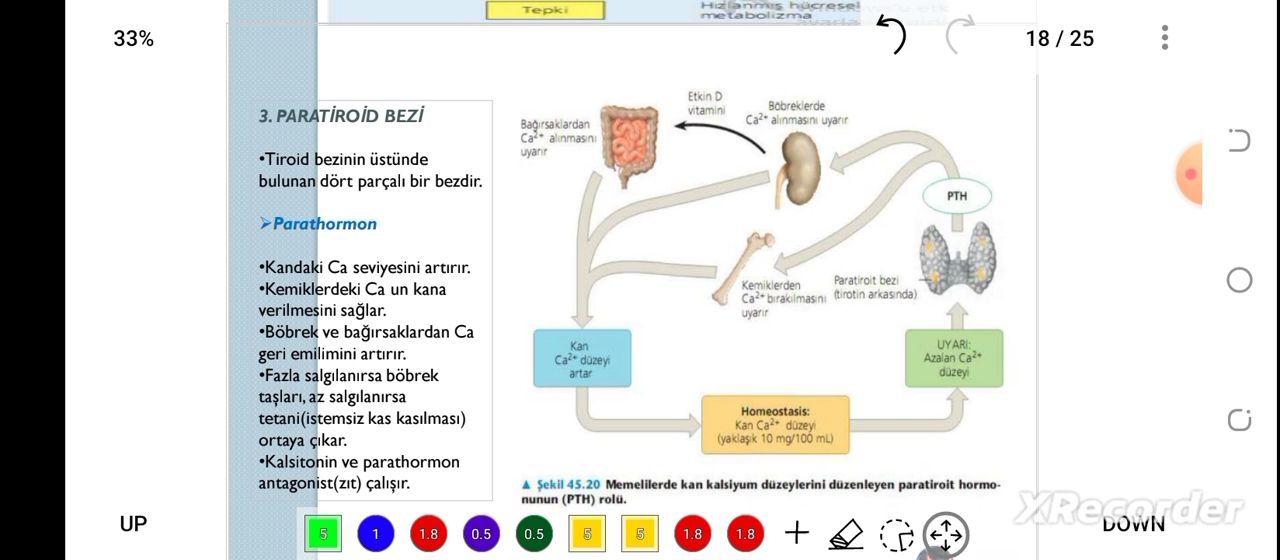 Tepki
Hızlanmış hücresel
metabolizma
33%
18 / 25
3. PARATİROİD BEZİ
•Tiroid bezinin üstünde
bulunan dört parçalı bir bezdir.
➢Parathormon
•Kandaki Ca seviyesini artırır.
•Kemiklerdeki Ca un kana
verilmesini sağlar.
•Böbrek ve bağırsaklardan Ca
geri emilimini artırır.
•Fazla salgılanırsa böbrek
taşları, az salgılanırsa
tetani(istemsiz kas kasılması)
ortaya çıkar.
•Kalsitonin ve parathormon
antagonist(zıt) çalışır.
Bağırsaklardan
Ca²⁺ alınmasını
uyarır
Etkin D
vitamini
Böbreklerde
Ca²⁺ alınmasını uyarır
PTH
Kemiklerden
Ca²⁺ bırakılmasını
uyarır
Paratiroit bezi
(tirotin arkasında)
Kan
Ca²⁺ düzeyi
artar
UYARI:
Azalan Ca²⁺
düzeyi
Homeostasis:
Kan Ca²⁺ düzeyi
(yaklaşık 10 mg/100 mL)
▲ Şekil 45.20 Memelilerde kan kalsiyum düzeylerini düzenleyen paratiroit hormo-
nunun (PTH) rolü.
XRecorder
UP
5
1
1.8
0.5
0.5
5
5
1.8
1.8
DOWN